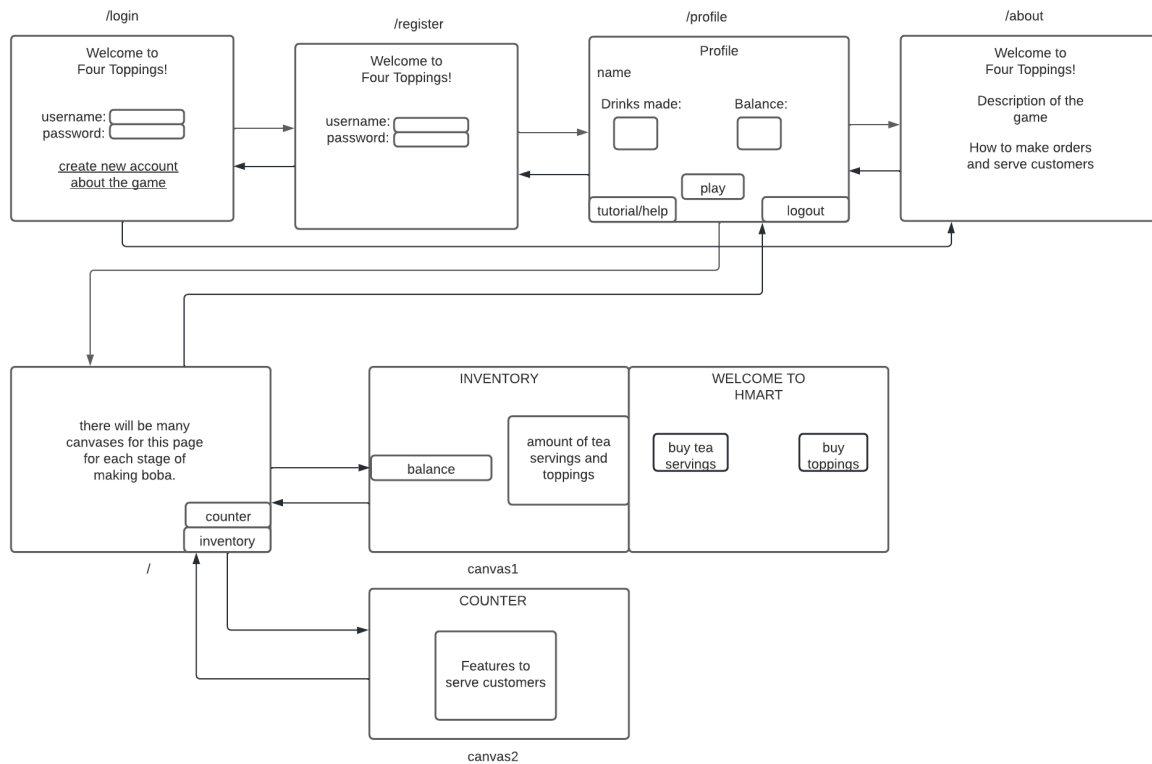 /login
Welcome to
Four Toppings!
username:
password:
create new account
about the game
/register
Welcome to
Four Toppings!
username:
password:
/profile
Profile
name
Drinks made:
Balance:
play
tutorial/help
logout
/about
Welcome to
Four Toppings!
Description of the
game
How to make orders
and serve customers
there will be many
canvases for this page
for each stage of
making boba.
counter
inventory
/
INVENTORY
balance
amount of tea
servings and
toppings
canvas1
WELCOME TO
HMART
buy tea
servings
buy
toppings
COUNTER
Features to
serve customers
canvas2